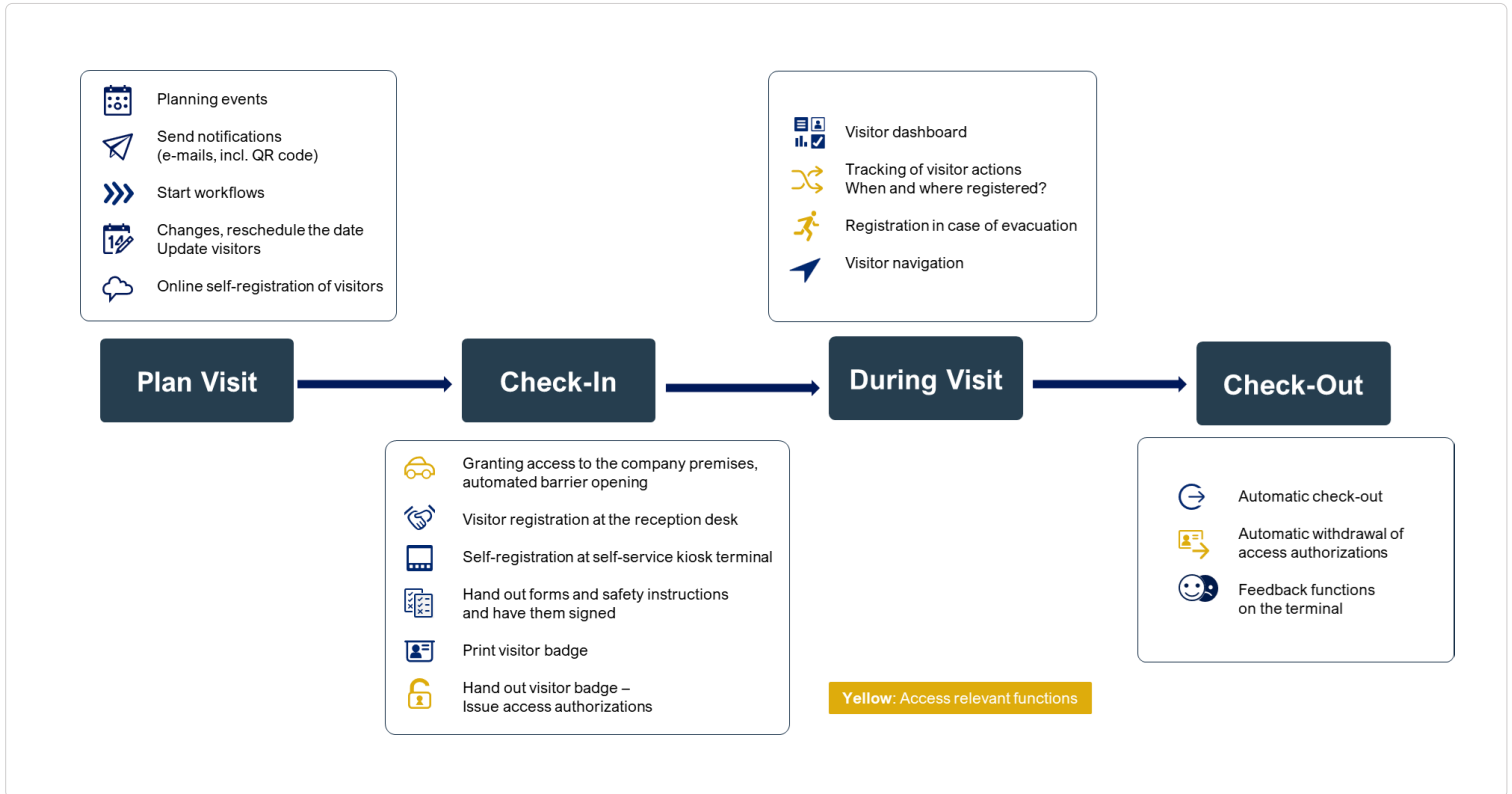 Planning events
Send notifications
(e-mails, incl. QR code)
Start workflows
Changes, reschedule the date
Update visitors
Online self-registration of visitors
Visitor dashboard
Tracking of visitor actions
When and where registered?
Registration in case of evacuation
Visitor navigation
Plan Visit
Check-In
During Visit
Check-Out
Granting access to the company premises,
automated barrier opening
Visitor registration at the reception desk
Self-registration at self-service kiosk terminal
Hand out forms and safety instructions
and have them signed
Print visitor badge
Hand out visitor badge –
Issue access authorizations
Automatic check-out
Automatic withdrawal of
access authorizations
Feedback functions
on the terminal
Yellow: Access relevant functions
14